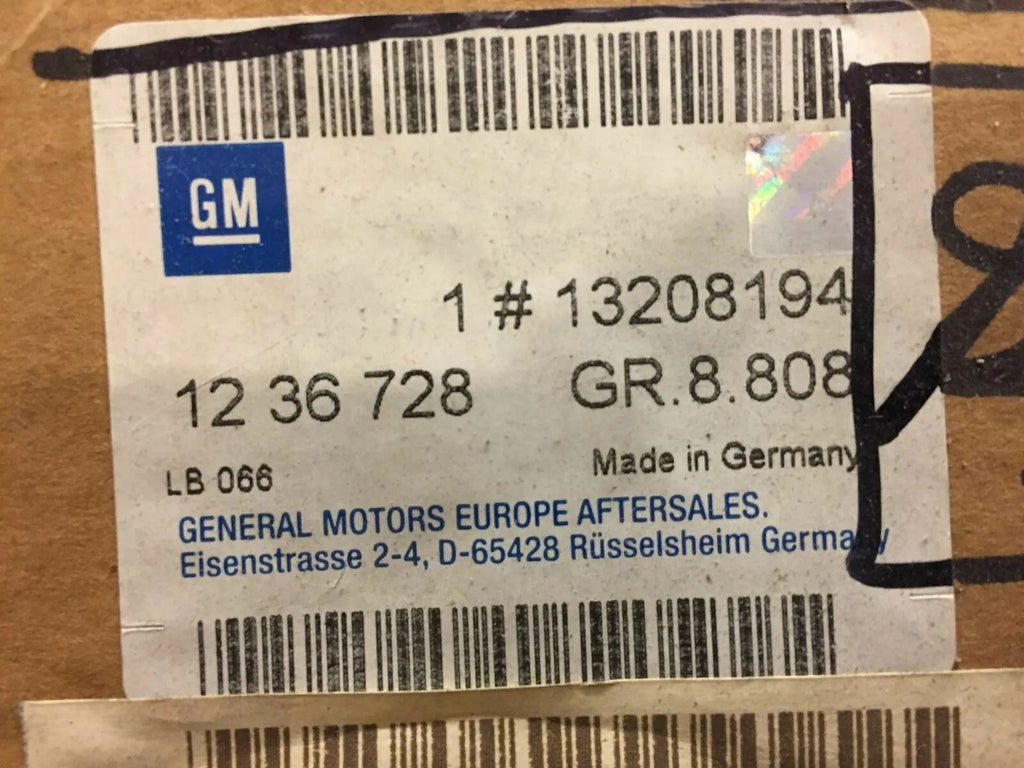 GM
1 # 13208194
12 36 728 GR.8.808
LB 066 Made in Germany
GENERAL MOTORS EUROPE AFTERSALES.
Eisenstrasse 2-4, D-65428 Rüsselsheim Germany